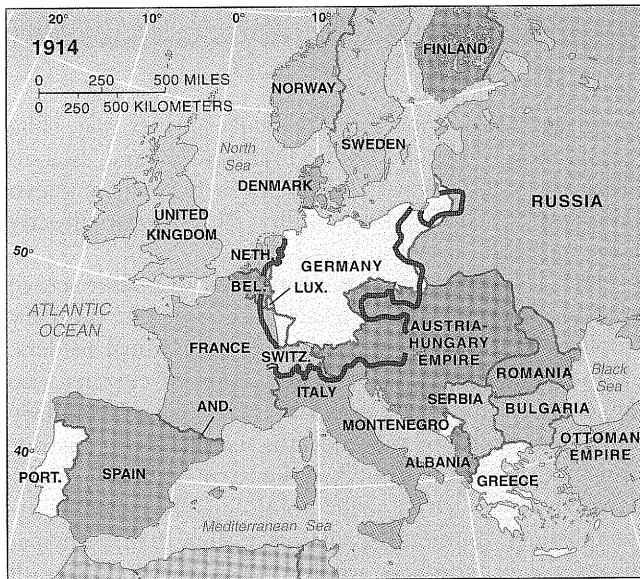 20°
10°
0°
10°
20°
1914
0 250 500 MILES
0 250 500 KILOMETERS
FINLAND
NORWAY
North
Sea
SWEDEN
DENMARK
RUSSIA
UNITED
KINGDOM
50°
NETH.
GERMANY
BEL.
LUX.
ATLANTIC
OCEAN
AUSTRIA-
HUNGARY
EMPIRE
FRANCE
SWITZ.
ROMANIA
Black
Sea
ITALY
SERBIA
AND.
BULGARIA
MONTENEGRO
OTTOMAN
EMPIRE
40°
ALBANIA
PORT.
SPAIN
GREECE
Mediterranean Sea